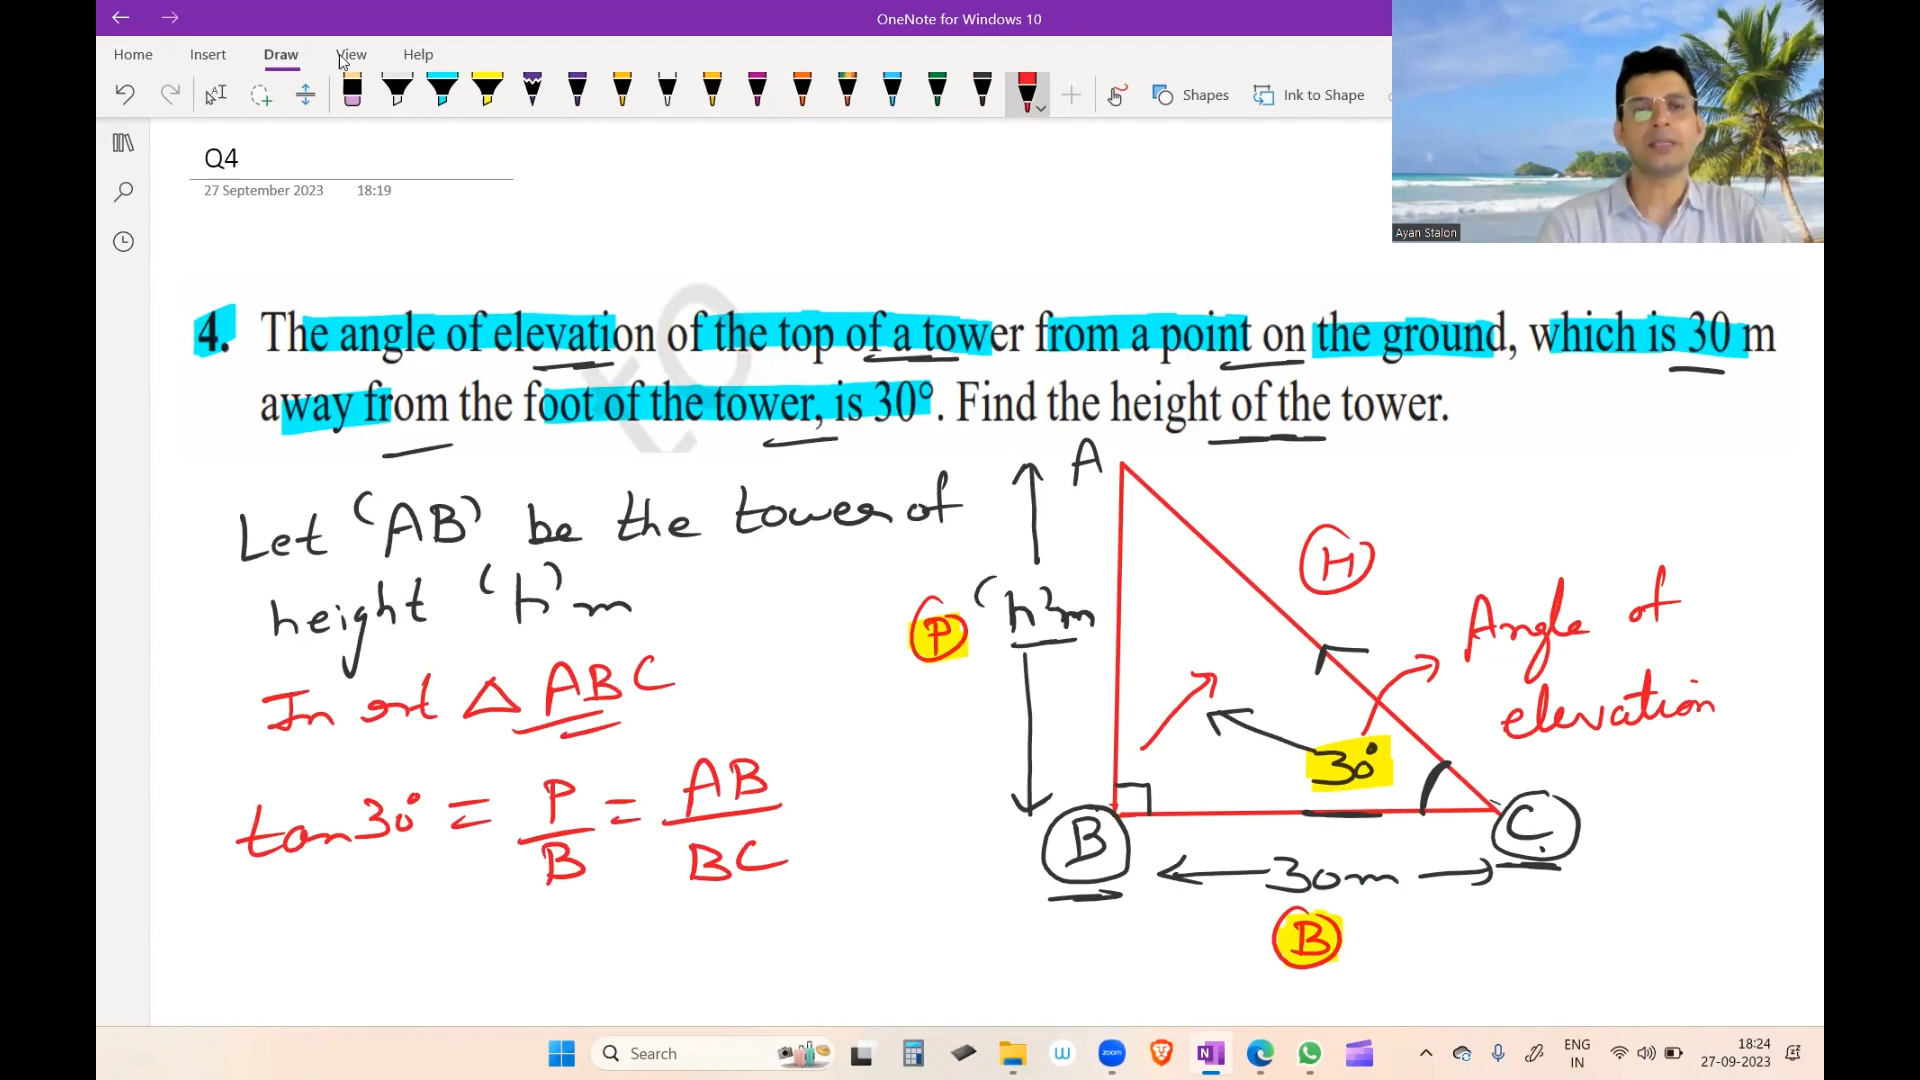 OneNote for Windows 10
Home Insert Draw View Help
Shapes Ink to Shape
Ayan Stalon
Q4
27 September 2023 18:19
4. The angle of elevation of the top of a tower from a point on the ground, which is 30 m
away from the foot of the tower, is 30°. Find the height of the tower.
Let 'AB' be the tower of
height 'h' m
In rt △ ABC
tan 30° = P/B = AB/BC
A
H
P
'h' m
Angle of
elevation
30°
B
C
30m
B
Search
zoom
ENG
IN
18:24
27-09-2023